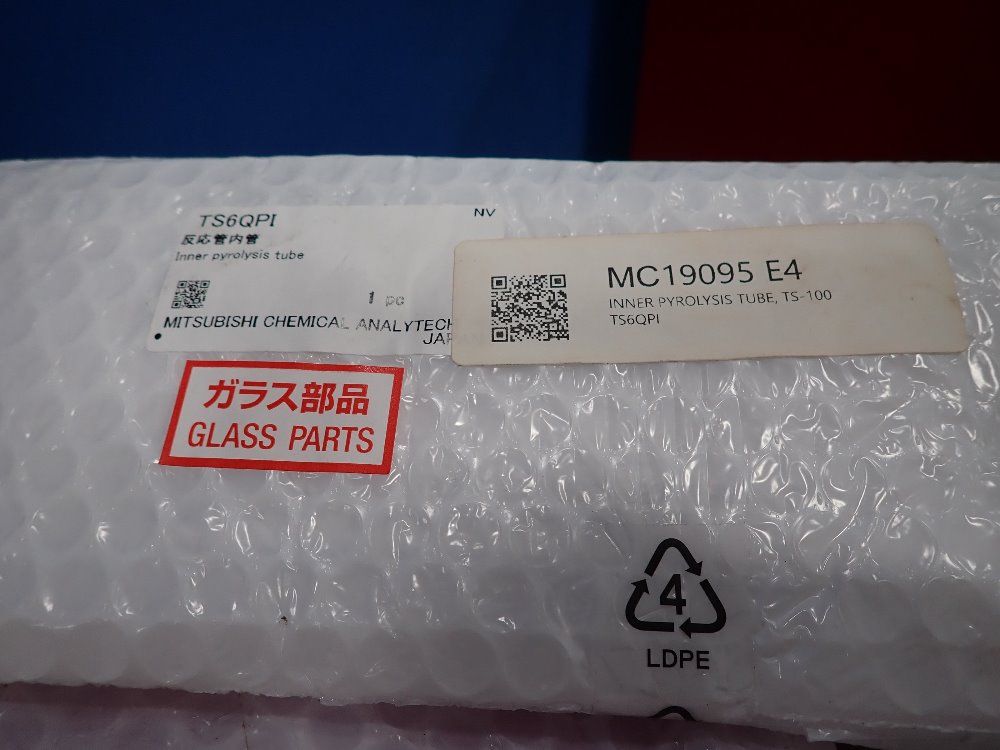 TS6QPI
NV
反応管内管
Inner pyrolysis tube
1 pc
MITSUBISHI CHEMICAL ANALYTECH
MC19095 E4
INNER PYROLYSIS TUBE, TS-100
TS6QPI
ガラス部品
GLASS PARTS
4
LDPE